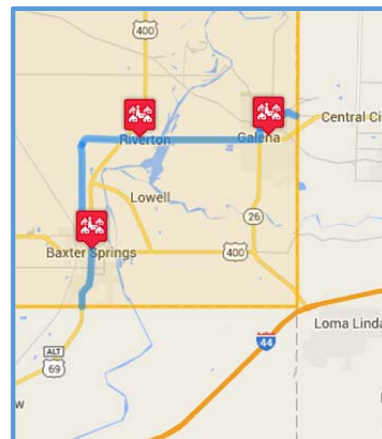 400
Riverton
Galena
Central Ci
Lowell
26
Baxter Springs
400
Loma Linda
44
ALT
69
w